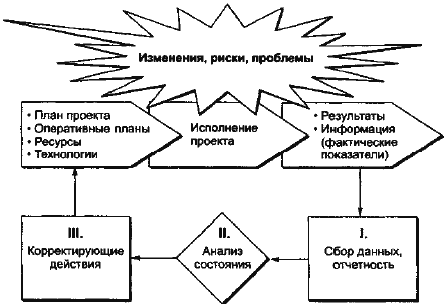 Изменения, риски, проблемы
• План проекта
• Оперативные планы
• Ресурсы
• Технологии
Исполнение
проекта
• Результаты
• Информация
(фактические
показатели)
III.
Корректирующие
действия
II.
Анализ
состояния
I.
Сбор данных,
отчетность